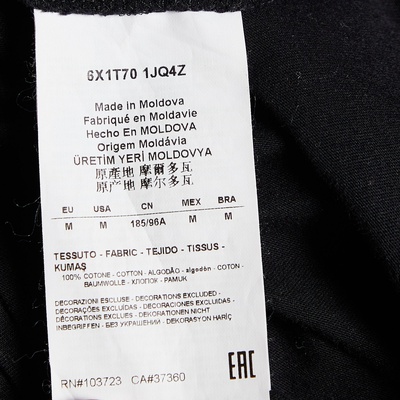 6X1T70 1JQ4Z
Made in Moldova
Fabriqué en Moldavie
Hecho En MOLDOVA
Origem Moldávia
ÜRETİM YERİ MOLDOVYA
原產地 摩爾多瓦
原产地 摩尔多瓦
EU USA CN MEX BRA
M M 185/96A M M
TESSUTO - FABRIC - TEJIDO - TISSUS -
KUMAŞ
100% COTONE - COTTON - ALGODÃO - algodón - COTON -
BAUMWOLLE - ХЛОПОК - PAMUK
DECORAZIONI ESCLUSE - DECORATIONS EXCLUDED -
DECORAÇÕES EXCLUÍDAS - DECORACIONES EXCLUIDAS -
DÉCORATIONS EXCLUES - DEKORATIONEN NICHT
INBEGRIFFEN - БЕЗ УКРАШЕНИЙ - DEKORASYON HARİÇ
EAC
RN#103723 CA#37360